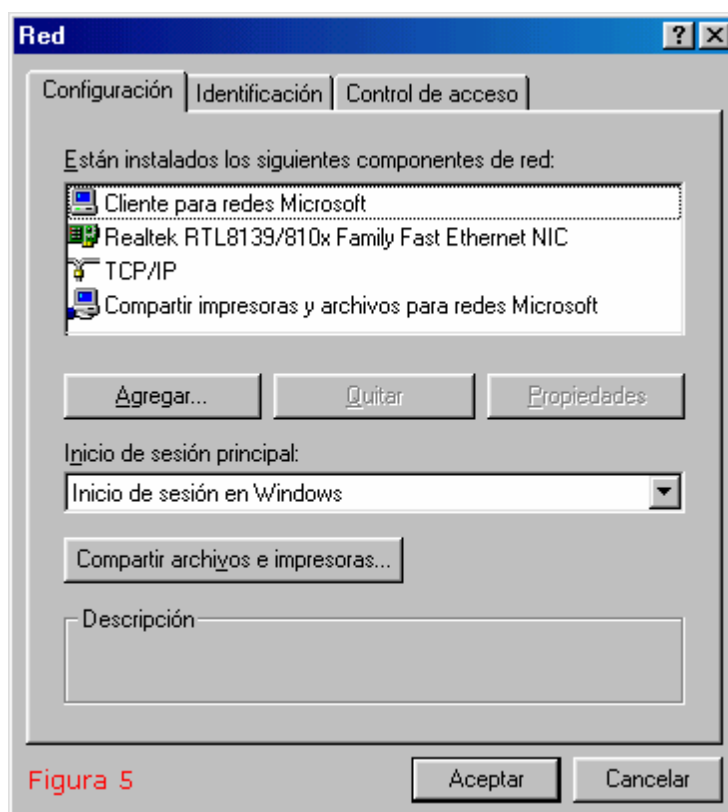 Red
Configuración Identificación Control de acceso
Están instalados los siguientes componentes de red:
Cliente para redes Microsoft
Realtek RTL8139/810x Family Fast Ethernet NIC
TCP/IP
Compartir impresoras y archivos para redes Microsoft
Agregar... Quitar Propiedades
Inicio de sesión principal:
Inicio de sesión en Windows
Compartir archivos e impresoras...
Descripción
Figura 5 Aceptar Cancelar